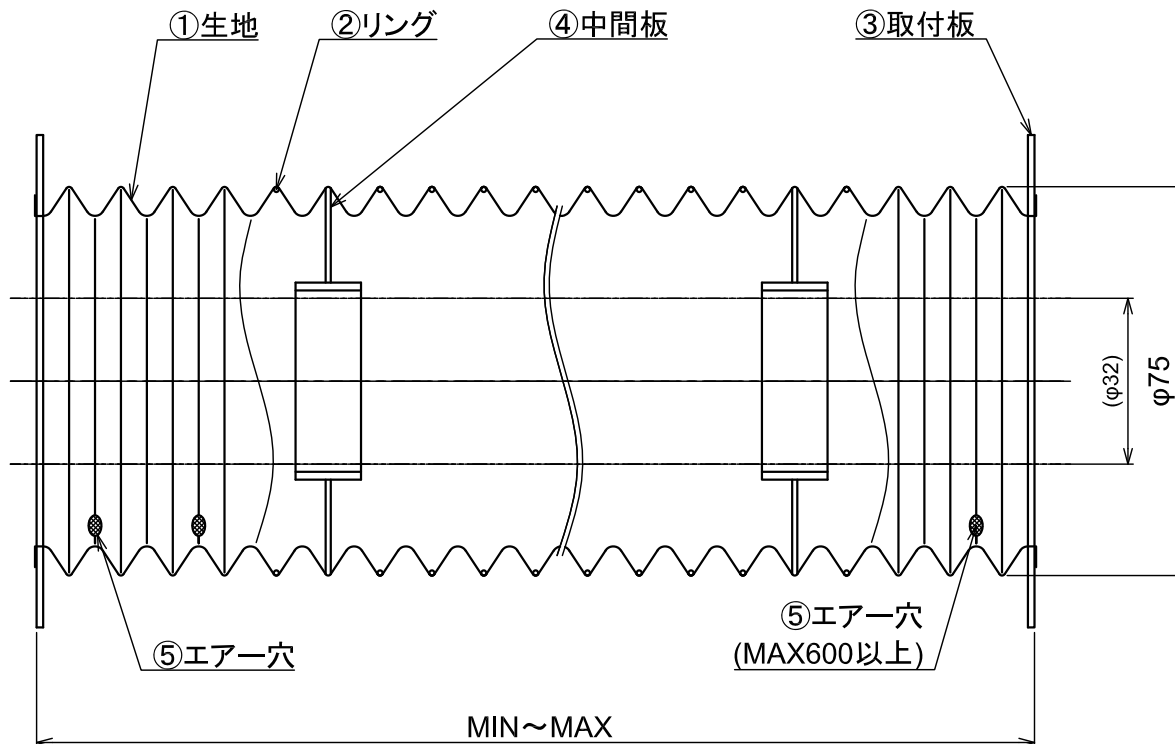 ①生地
②リング
④中間板
③取付板
(φ32)
φ75
⑤エアー穴
⑤エアー穴
(MAX600以上)
MIN～MAX